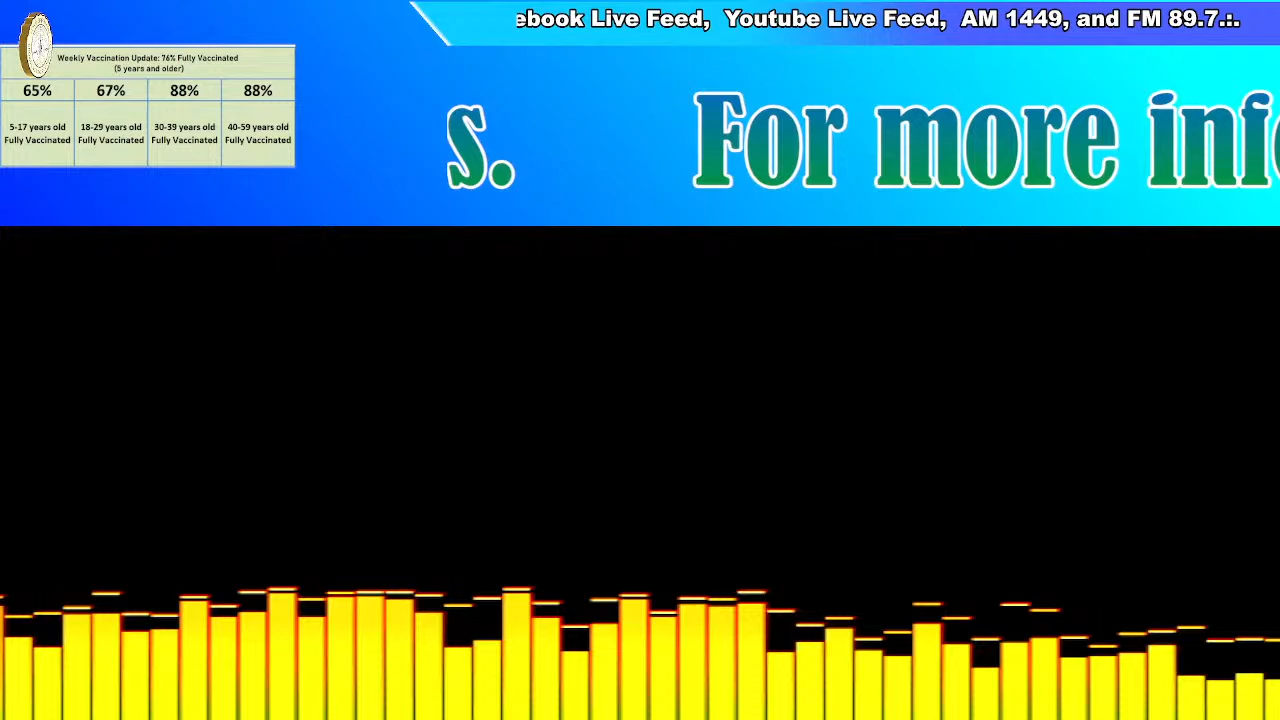 ebook Live Feed, Youtube Live Feed, AM 1449, and FM 89.7.:.
Weekly Vaccination Update: 76% Fully Vaccinated
(5 years and older)
65% 67% 88% 88%
5-17 years old 18-29 years old 30-39 years old 40-59 years old
Fully Vaccinated Fully Vaccinated Fully Vaccinated Fully Vaccinated
s. For more info